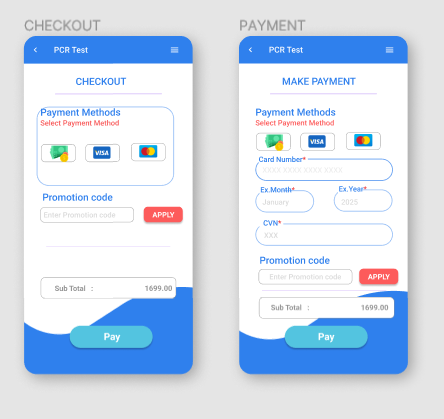 CHECKOUT
PCR Test
CHECKOUT
Payment Methods
Select Payment Method
VISA
Promotion code
Enter Promotion code
APPLY
Sub Total : 1699.00
Pay
PAYMENT
PCR Test
MAKE PAYMENT
Payment Methods
Select Payment Method
VISA
Card Number*
XXXX XXXX XXXX XXXX
Ex.Month* Ex.Year*
January 2025
CVN*
XXX
Promotion code
Enter Promotion code
APPLY
Sub Total : 1699.00
Pay